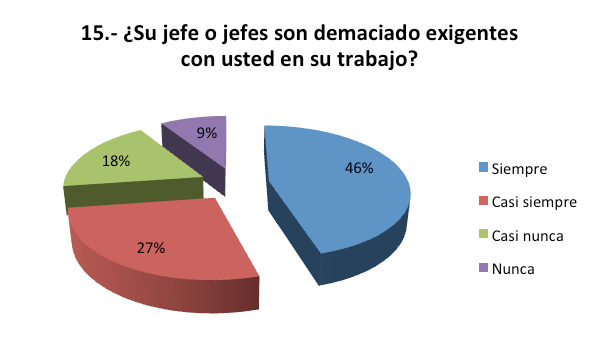 15.- ¿Su jefe o jefes son demaciado exigentes
con usted en su trabajo?
9%
18%
46%
27%
Siempre
Casi siempre
Casi nunca
Nunca